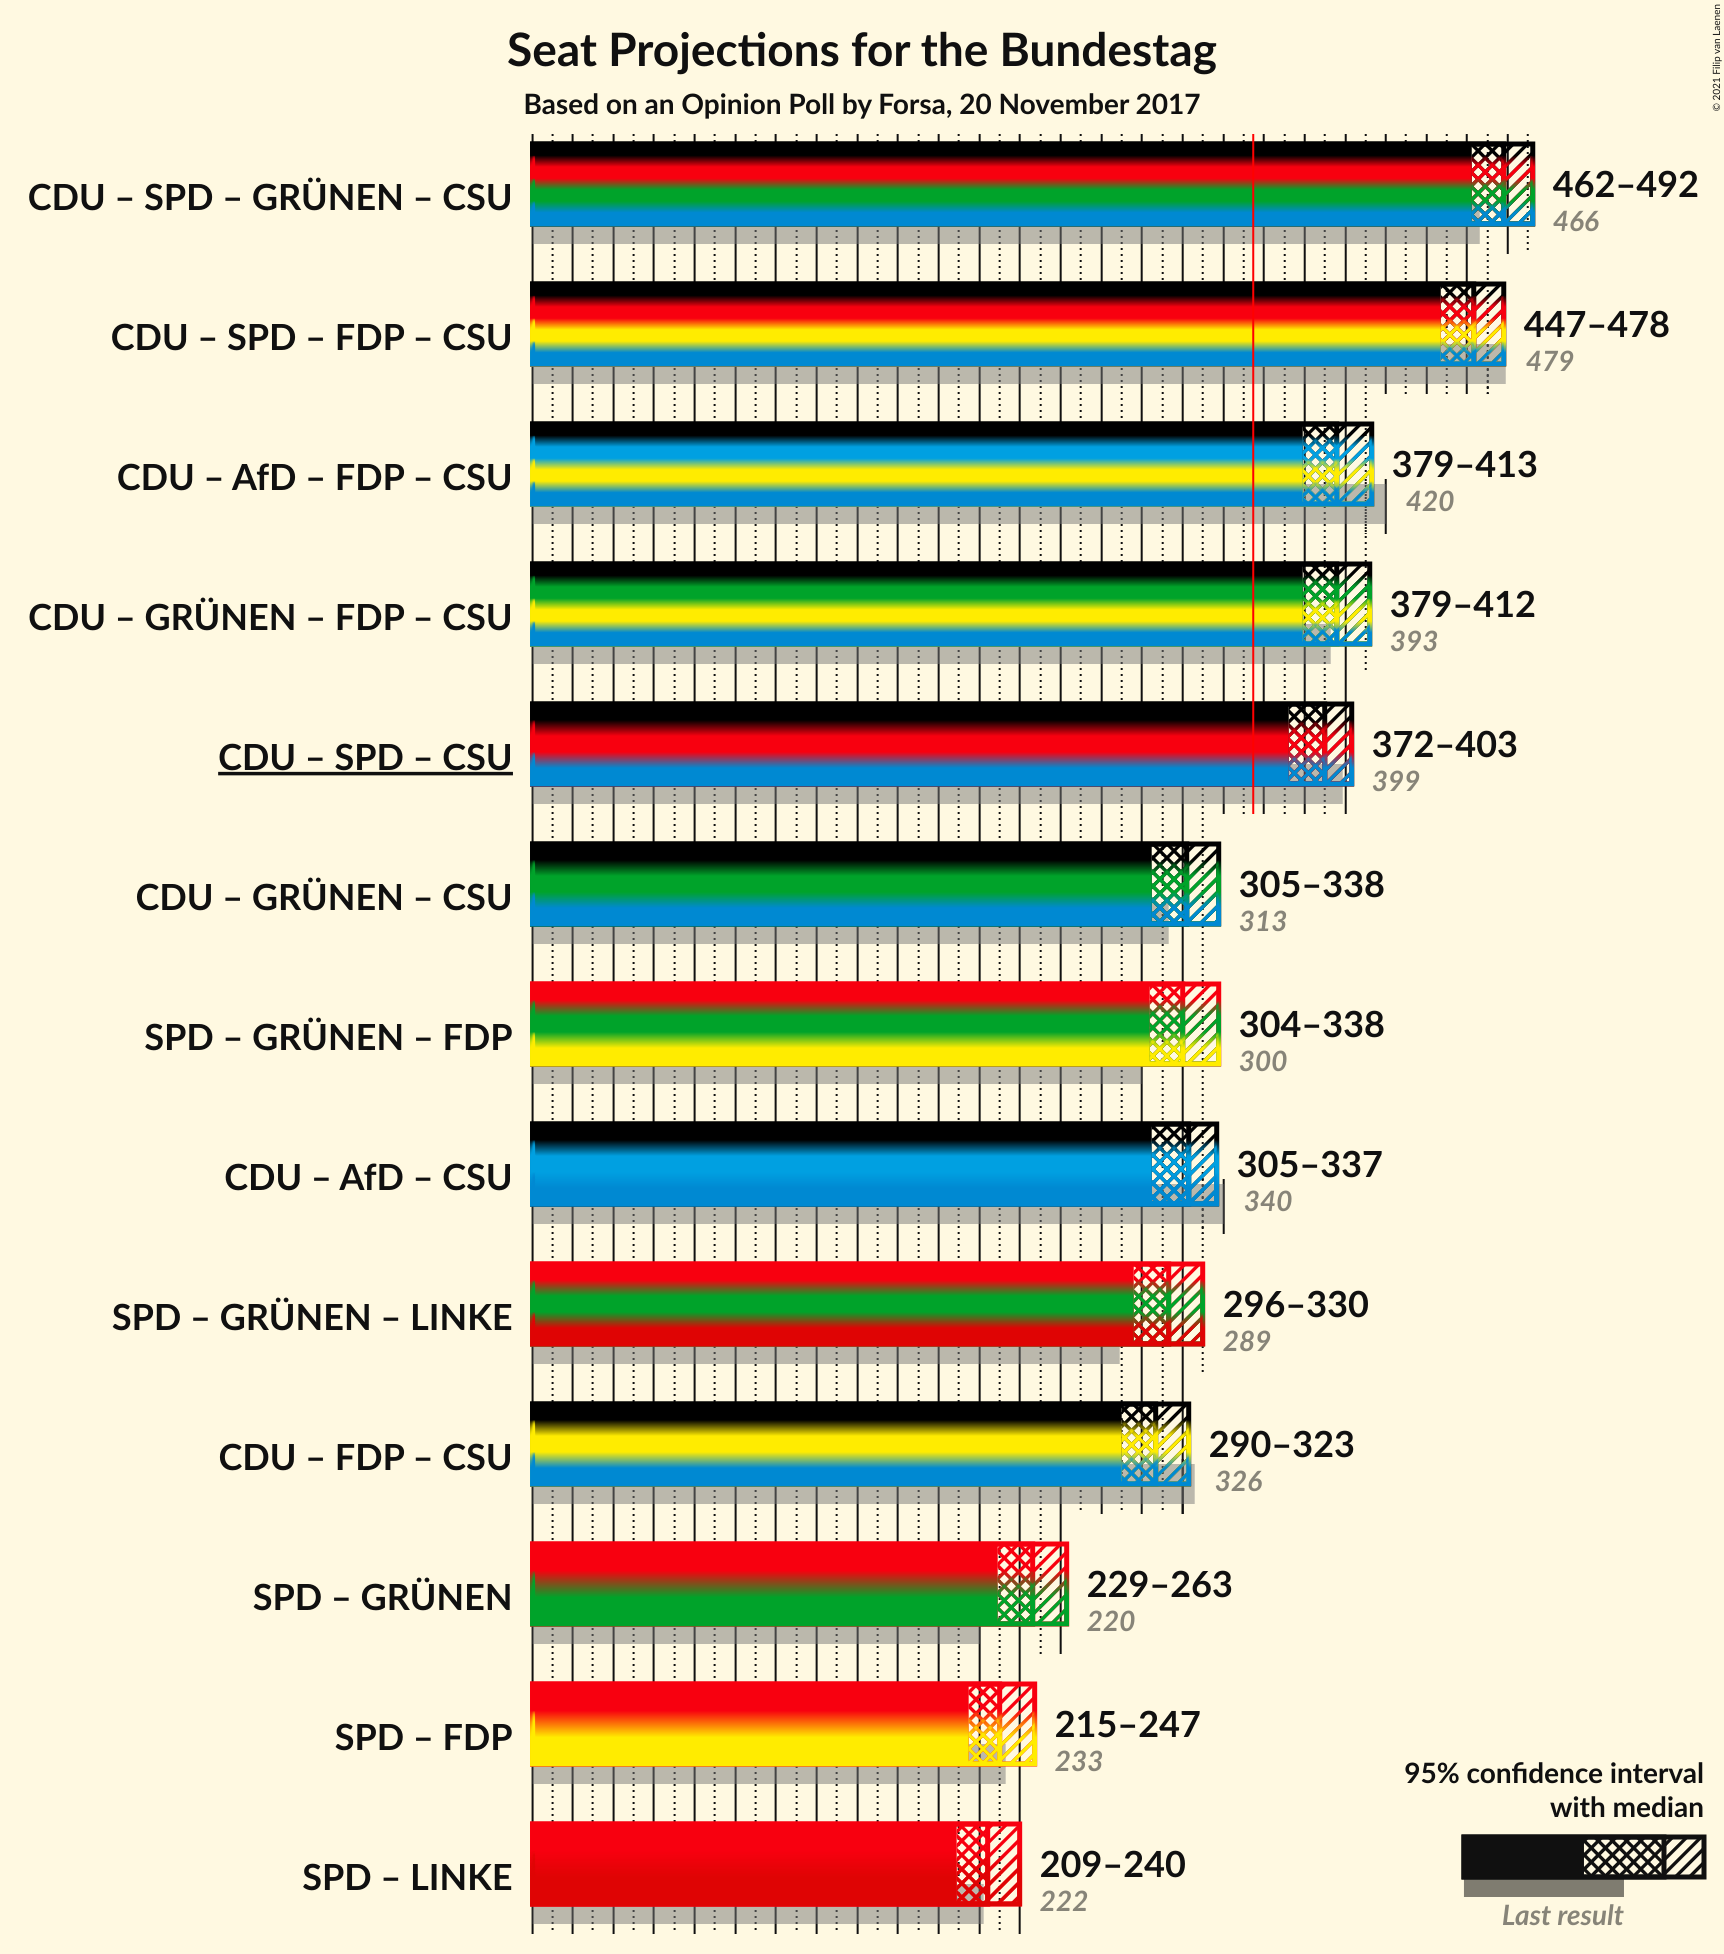 Seat Projections for the Bundestag
Based on an Opinion Poll by Forsa, 20 November 2017
© 2021 Filip van Laenen
CDU – SPD – GRÜNEN – CSU
462–492
466
CDU – SPD – FDP – CSU
447–478
479
CDU – AfD – FDP – CSU
379–413
420
CDU – GRÜNEN – FDP – CSU
379–412
393
CDU – SPD – CSU
372–403
399
CDU – GRÜNEN – CSU
305–338
313
SPD – GRÜNEN – FDP
304–338
300
CDU – AfD – CSU
305–337
340
SPD – GRÜNEN – LINKE
296–330
289
CDU – FDP – CSU
290–323
326
SPD – GRÜNEN
229–263
220
SPD – FDP
215–247
233
SPD – LINKE
209–240
222
95% confidence interval
with median
Last result